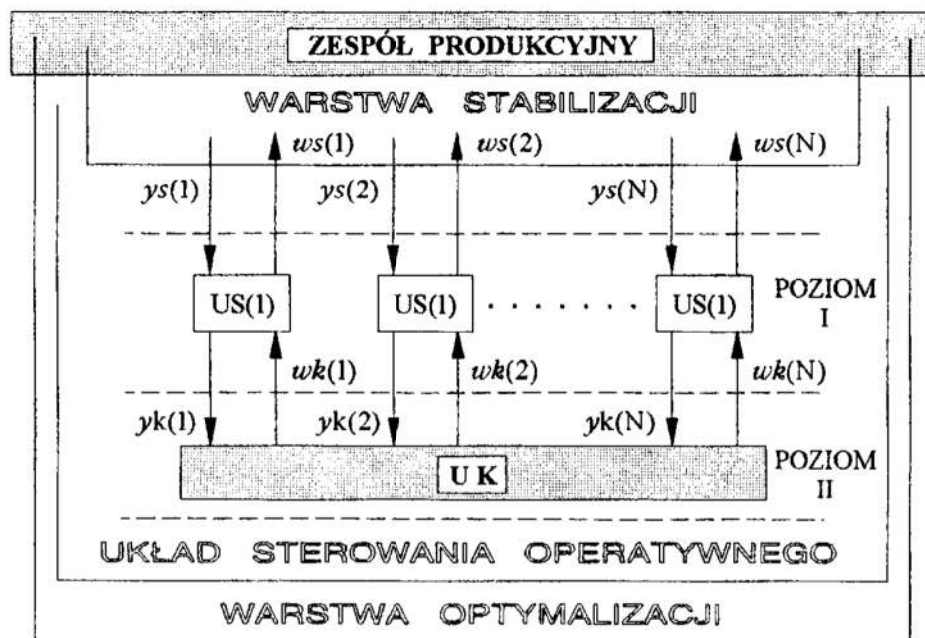 ZESPÓŁ PRODUKCYJNY
WARSTWA STABILIZACJI
ws(1) ws(2) ws(N)
ys(1) ys(2) ys(N)
US(1) US(1) . . . . . . . US(1) POZIOM
I
wk(1) wk(2) wk(N)
yk(1) yk(2) yk(N)
U K POZIOM
II
UKŁAD STEROWANIA OPERATYWNEGO
WARSTWA OPTYMALIZACJI